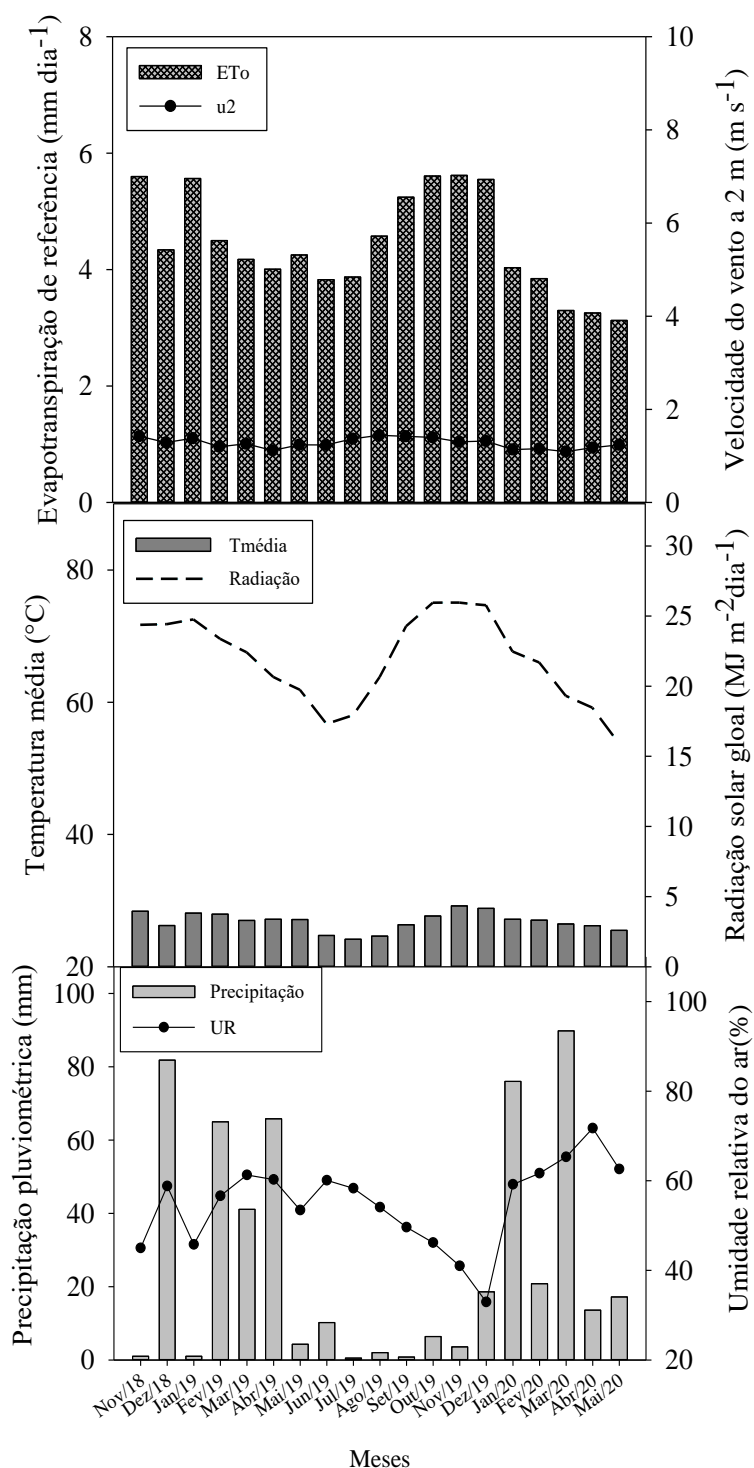 8
6
4
2
0
Evapotranspiração de referência (mm dia-1)
ETo
u2
10
8
6
4
2
0
Velocidade do vento a 2 m (m s-1)
80
60
40
20
Temperatura média (°C)
Tmédia
Radiação
30
25
20
15
10
5
0
Radiação solar gloal (MJ m-2dia-1)
100
80
60
40
20
0
Precipitação pluviométrica (mm)
Precipitação
UR
100
80
60
40
20
Umidade relativa do ar(%)
Nov/18
Dez/18
Jan/19
Fev/19
Mar/19
Abr/19
Mai/19
Jun/19
Jul/19
Ago/19
Set/19
Out/19
Nov/19
Dez/19
Jan/20
Fev/20
Mar/20
Abr/20
Mai/20
Meses